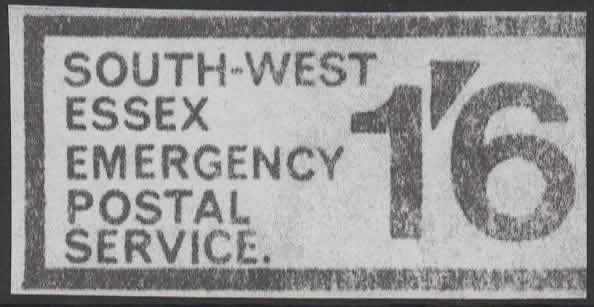 SOUTH-WEST
ESSEX
EMERGENCY
POSTAL
SERVICE.
1'6